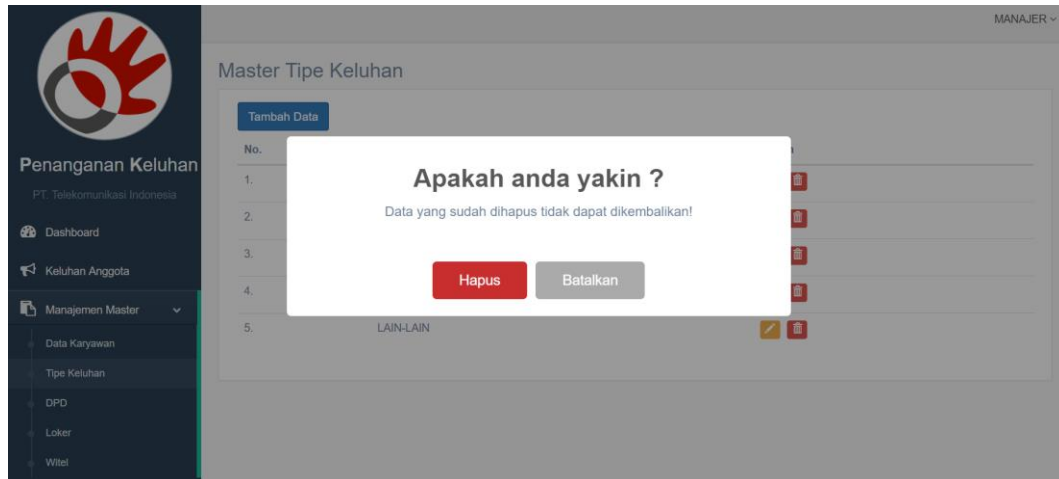 MANAJER
Master Tipe Keluhan
Tambah Data
No.
1.
2.
3.
4.
5. LAIN-LAIN
Apakah anda yakin ?
Data yang sudah dihapus tidak dapat dikembalikan!
Hapus Batalkan
Penanganan Keluhan
PT. Telekomunikasi Indonesia
Dashboard
Keluhan Anggota
Manajemen Master
Data Karyawan
Tipe Keluhan
DPD
Loker
Witel